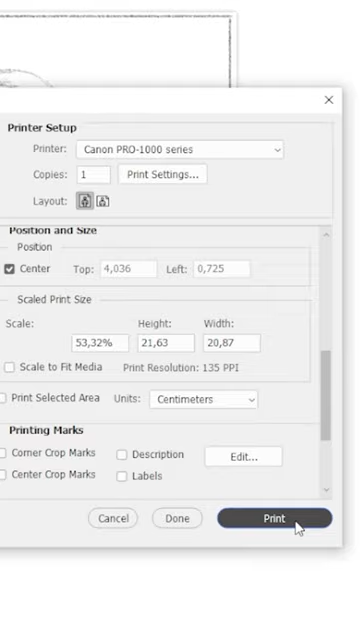 Printer Setup
Printer: Canon PRO-1000 series
Copies: 1 Print Settings...
Layout:
Position and Size
Position
Center Top: 4,036 Left: 0,725
Scaled Print Size
Scale: Height: Width:
53,32% 21,63 20,87
Scale to Fit Media Print Resolution: 135 PPI
Print Selected Area Units: Centimeters
Printing Marks
Corner Crop Marks Description Edit...
Center Crop Marks Labels
Cancel Done Print